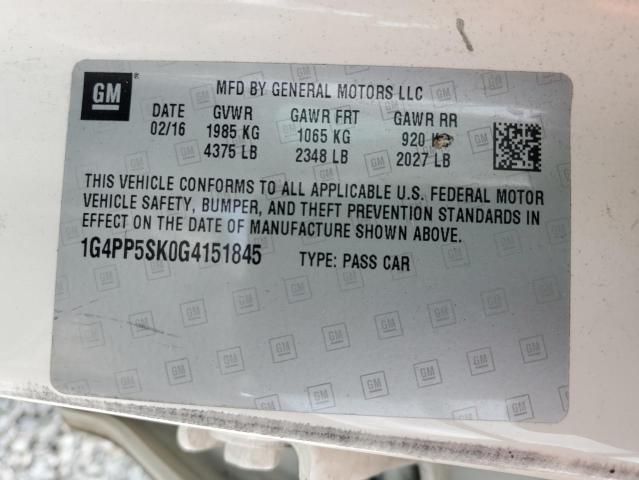 GM
MFD BY GENERAL MOTORS LLC
DATE GVWR GAWR FRT GAWR RR
02/16 1985 KG 1065 KG 920 KG
4375 LB 2348 LB 2027 LB
THIS VEHICLE CONFORMS TO ALL APPLICABLE U.S. FEDERAL MOTOR
VEHICLE SAFETY, BUMPER, AND THEFT PREVENTION STANDARDS IN
EFFECT ON THE DATE OF MANUFACTURE SHOWN ABOVE.
1G4PP5SK0G4151845 TYPE: PASS CAR